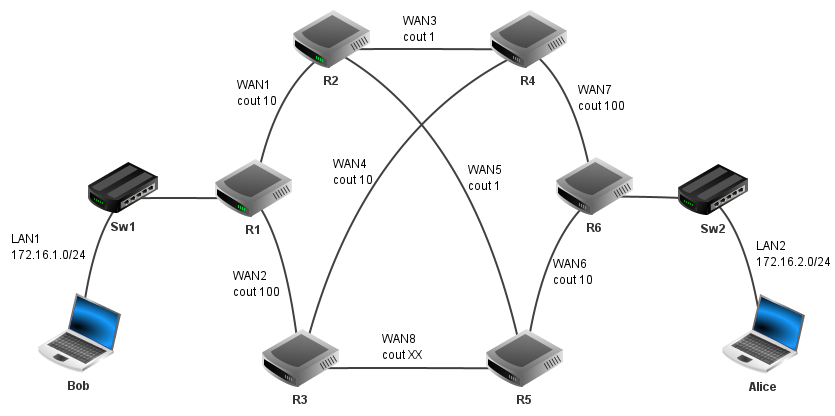 WAN3
cout 1
R2
R4
WAN1
cout 10
WAN7
cout 100
WAN4
cout 10
WAN5
cout 1
Sw1
R1
R6
Sw2
LAN1
172.16.1.0/24
LAN2
172.16.2.0/24
WAN2
cout 100
WAN6
cout 10
WAN8
cout XX
Bob
R3
R5
Alice